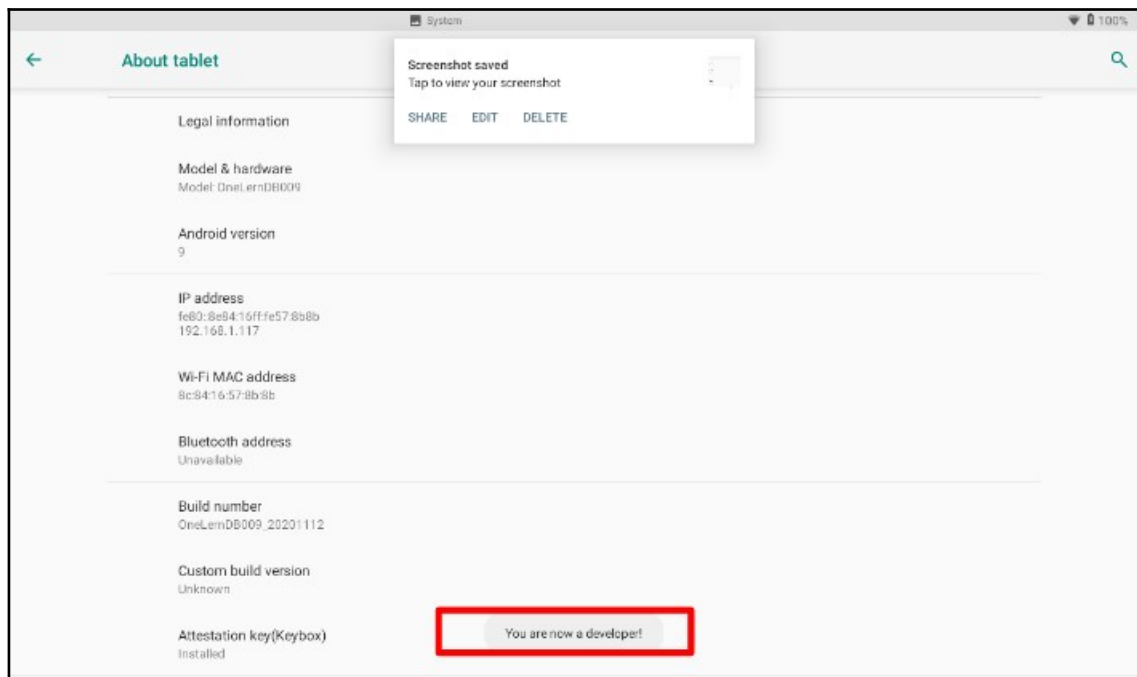 System
100%
About tablet
Screenshot saved
Tap to view your screenshot
SHARE EDIT DELETE
Legal information
Model & hardware
Model: OneLernDB009
Android version
9
IP address
fe80::8e84:16ff:fe57:8b8b
192.168.1.117
Wi-Fi MAC address
8c:84:16:57:8b:8b
Bluetooth address
Unavailable
Build number
OneLernDB009_20201112
Custom build version
Unknown
Attestation key(Keybox)
Installed
You are now a developer!